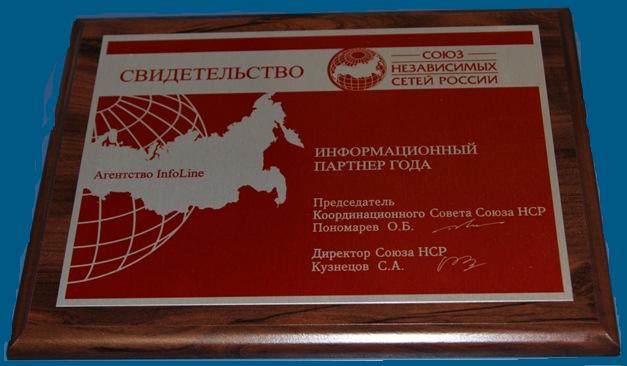 СВИДЕТЕЛЬСТВО
СОЮЗ
НЕЗАВИСИМЫХ
СЕТЕЙ РОССИИ
Агентство InfoLine
ИНФОРМАЦИОННЫЙ
ПАРТНЕР ГОДА
Председатель
Координационного Совета Союза НСР
Пономарев О.Б.
Директор Союза НСР
Кузнецов С.А.